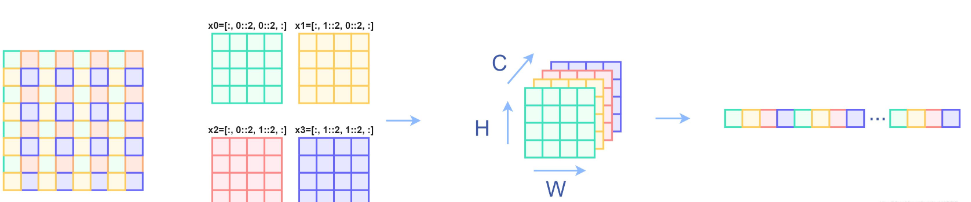 x0=[:, 0::2, 0::2, :]
x1=[:, 1::2, 0::2, :]
x2=[:, 0::2, 1::2, :]
x3=[:, 1::2, 1::2, :]
C
H
W
...